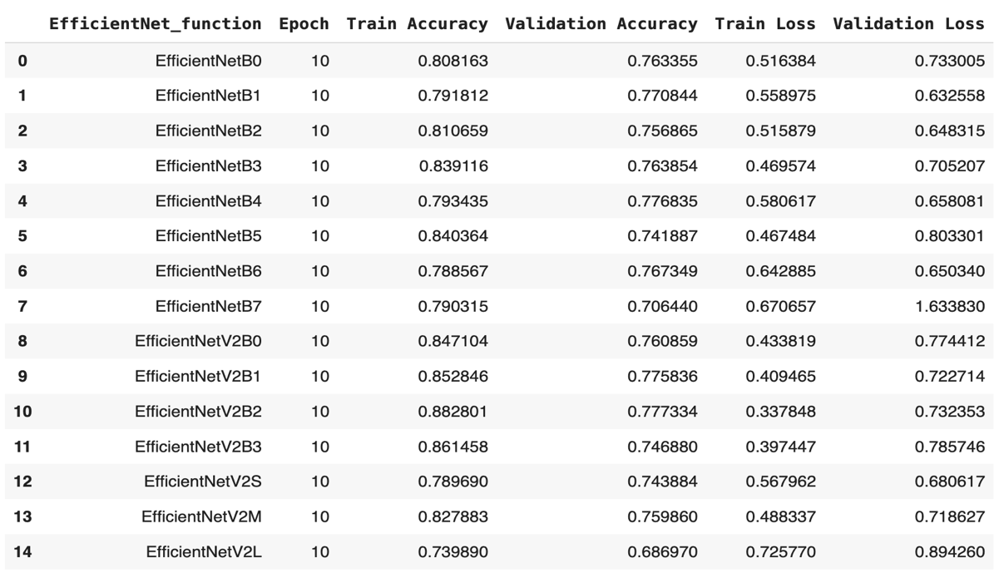 EfficientNet_function Epoch Train Accuracy Validation Accuracy Train Loss Validation Loss
0 EfficientNetB0 10 0.808163 0.763355 0.516384 0.733005
1 EfficientNetB1 10 0.791812 0.770844 0.558975 0.632558
2 EfficientNetB2 10 0.810659 0.756865 0.515879 0.648315
3 EfficientNetB3 10 0.839116 0.763854 0.469574 0.705207
4 EfficientNetB4 10 0.793435 0.776835 0.580617 0.658081
5 EfficientNetB5 10 0.840364 0.741887 0.467484 0.803301
6 EfficientNetB6 10 0.788567 0.767349 0.642885 0.650340
7 EfficientNetB7 10 0.790315 0.706440 0.670657 1.633830
8 EfficientNetV2B0 10 0.847104 0.760859 0.433819 0.774412
9 EfficientNetV2B1 10 0.852846 0.775836 0.409465 0.722714
10 EfficientNetV2B2 10 0.882801 0.777334 0.337848 0.732353
11 EfficientNetV2B3 10 0.861458 0.746880 0.397447 0.785746
12 EfficientNetV2S 10 0.789690 0.743884 0.567962 0.680617
13 EfficientNetV2M 10 0.827883 0.759860 0.488337 0.718627
14 EfficientNetV2L 10 0.739890 0.686970 0.725770 0.894260